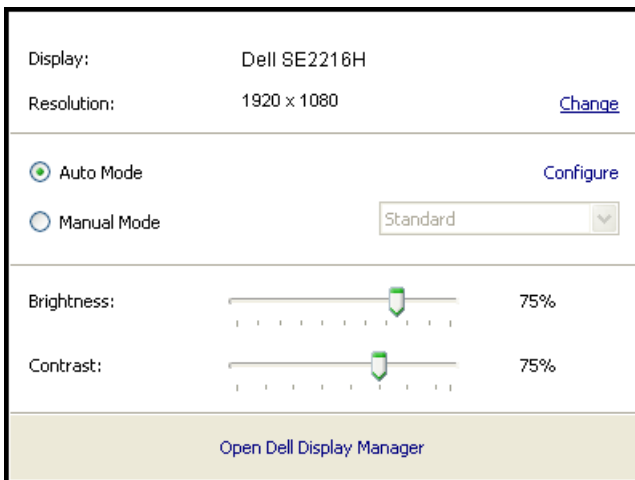 Display: Dell SE2216H
Resolution: 1920 x 1080 Change
Auto Mode Configure
Manual Mode Standard
Brightness: 75%
Contrast: 75%
Open Dell Display Manager